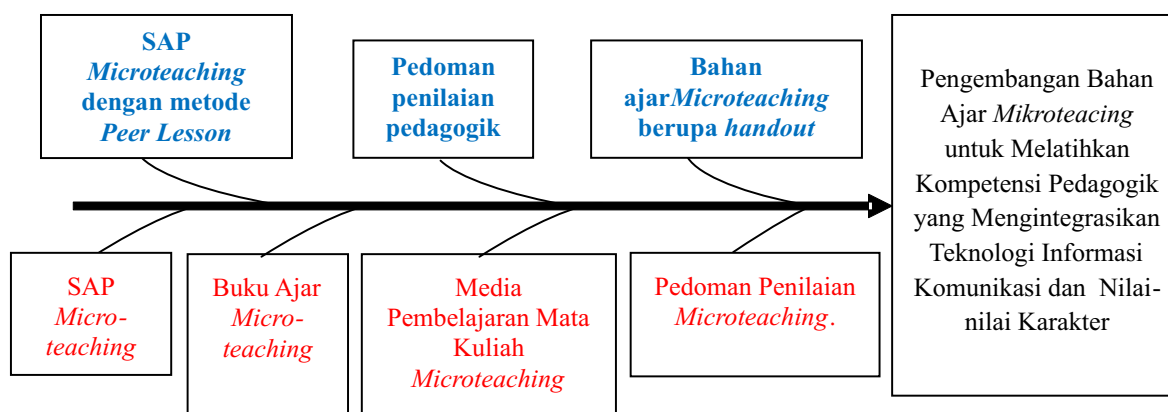 SAP
Microteaching
dengan metode
Peer Lesson
Pedoman
penilaian
pedagogik
Bahan
ajarMicroteaching
berupa handout
Pengembangan Bahan
Ajar Mikroteacing
untuk Melatihkan
Kompetensi Pedagogik
yang Mengintegrasikan
Teknologi Informasi
Komunikasi dan Nilai-
nilai Karakter
SAP
Micro-
teaching
Buku Ajar
Micro-
teaching
Media
Pembelajaran Mata
Kuliah
Microteaching
Pedoman Penilaian
Microteaching.